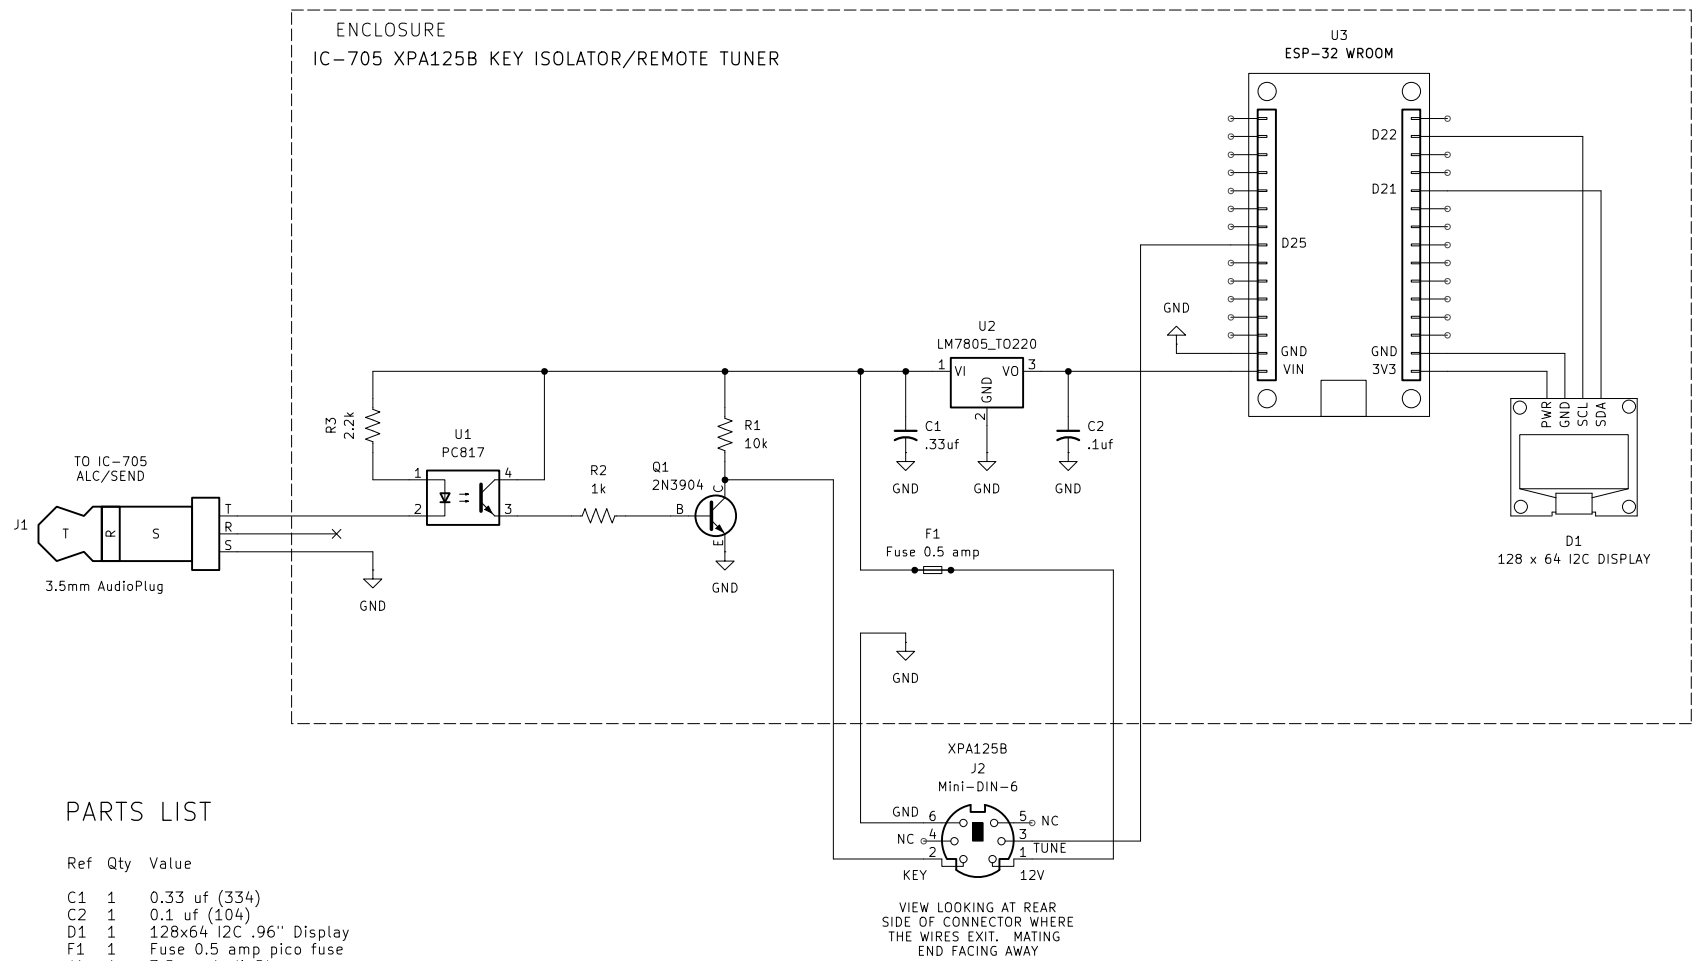 ENCLOSURE
IC-705 XPA125B KEY ISOLATOR/REMOTE TUNER
U3
ESP-32 WROOM
D22
D21
D25
GND
GND
VIN
GND
3V3
U2
LM7805_TO220
1
VI
VO
3
GND
2
R3
2.2k
U1
PC817
1
4
2
3
R2
1k
Q1
2N3904
B
C
E
GND
R1
10k
C1
.33uf
GND
GND
C2
.1uf
GND
PWR
GND
SCL
SDA
D1
128 x 64 I2C DISPLAY
TO IC-705
ALC/SEND
J1
T
R
S
T
R
S
3.5mm AudioPlug
GND
F1
Fuse 0.5 amp
GND
XPA125B
J2
Mini-DIN-6
GND
6
5
NC
NC
4
3
TUNE
2
1
KEY
12V
VIEW LOOKING AT REAR
SIDE OF CONNECTOR WHERE
THE WIRES EXIT. MATING
END FACING AWAY
PARTS LIST
Ref Qty Value
C1 1 0.33 uf (334)
C2 1 0.1 uf (104)
D1 1 128x64 I2C .96'' Display
F1 1 Fuse 0.5 amp pico fuse